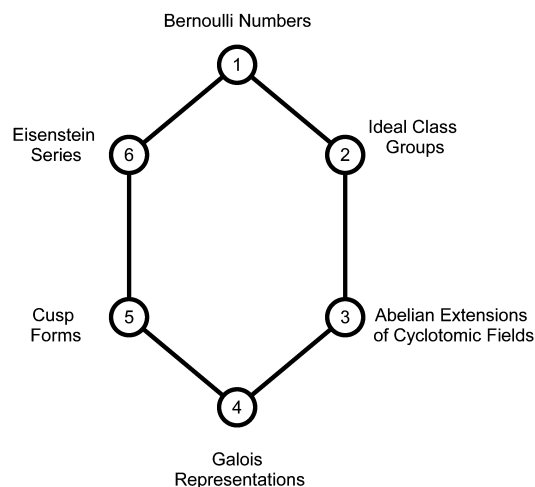 Bernoulli Numbers
1
Ideal Class
Groups
2
Eisenstein
Series
6
Cusp
Forms
5
3
Abelian Extensions
of Cyclotomic Fields
4
Galois
Representations